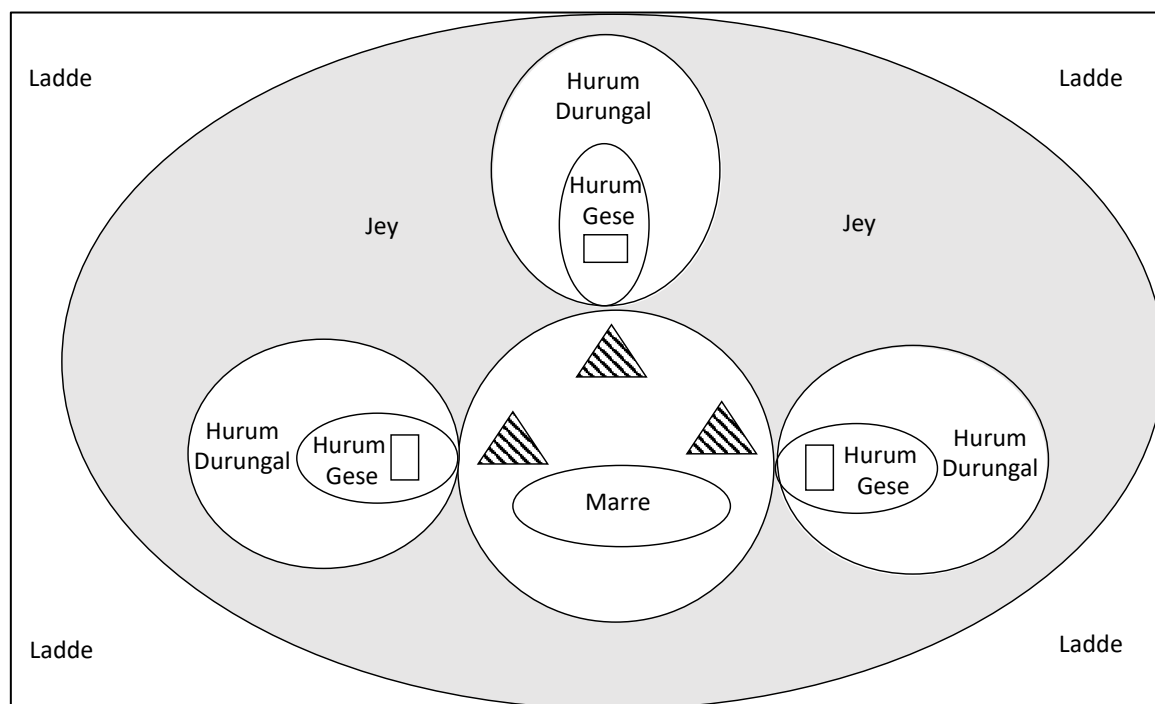 Ladde
Ladde
Hurum
Durungal
Hurum
Gese
Jey
Jey
Hurum
Durungal
Hurum
Gese
Marre
Hurum
Gese
Hurum
Durungal
Ladde
Ladde